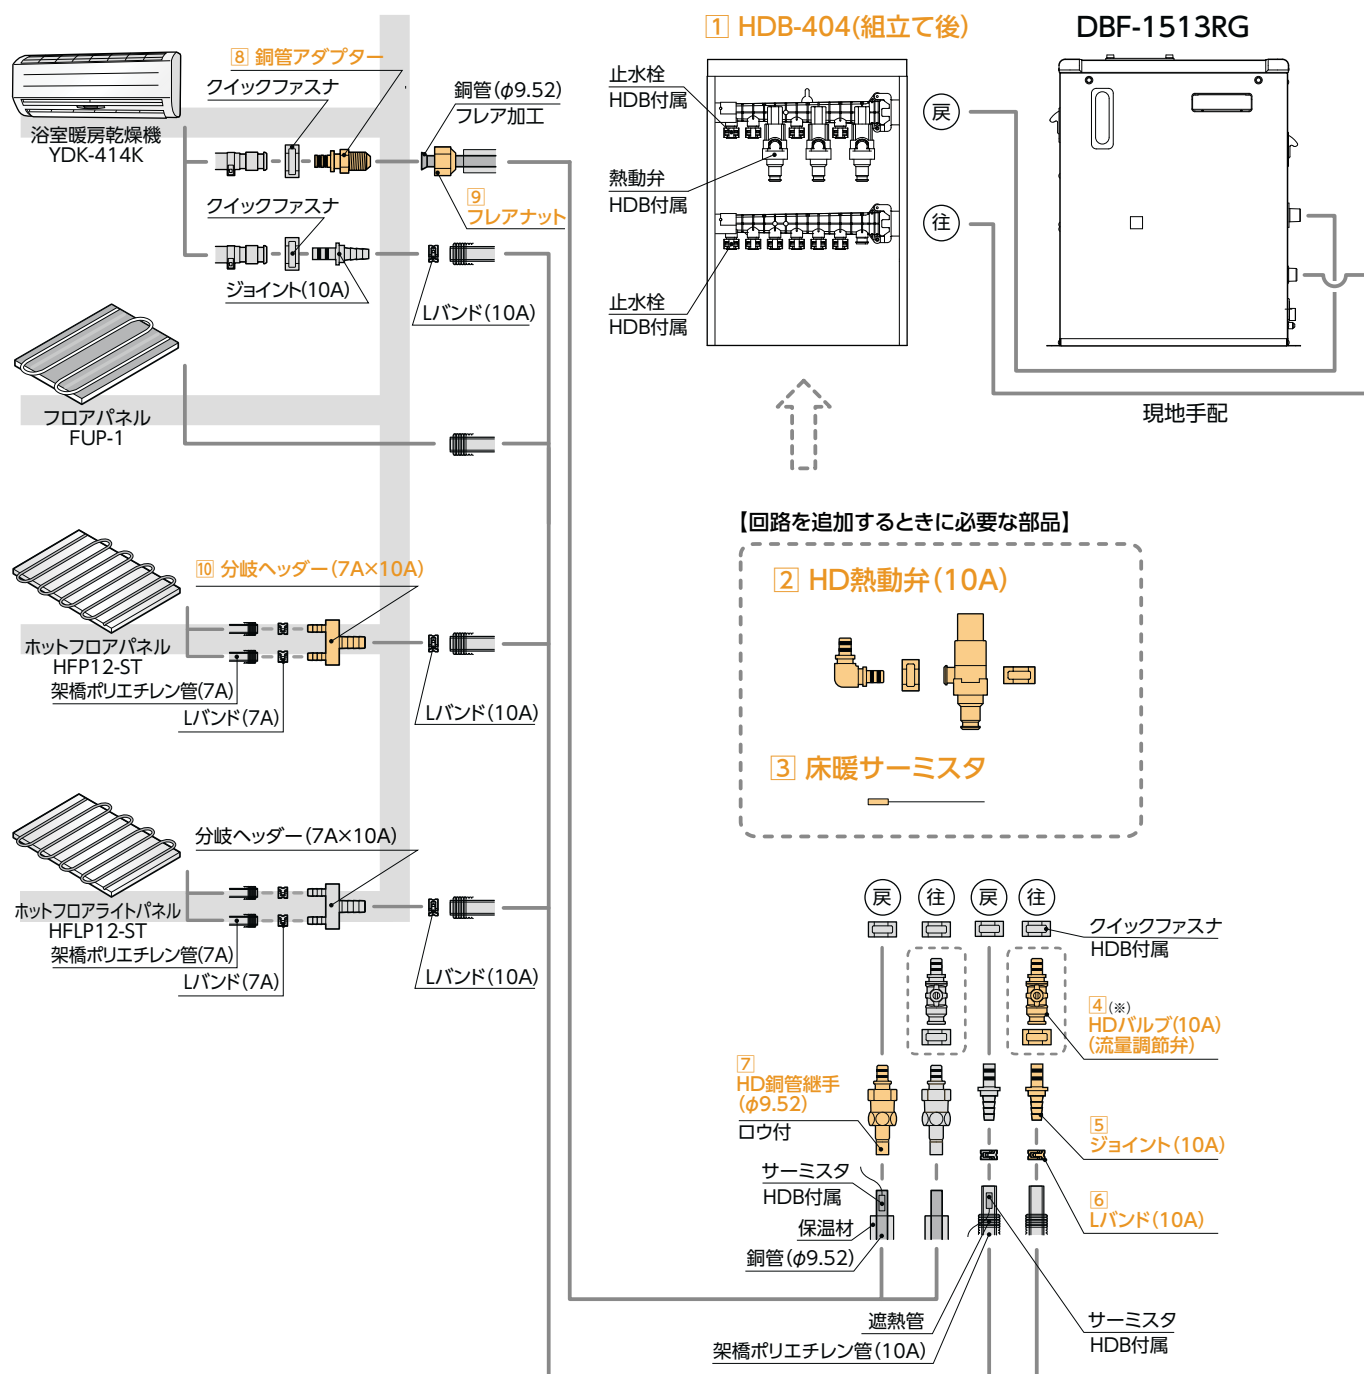 1 HDB-404(組立て後)
DBF-1513RG
8 銅管アダプター
クイックファスナ
銅管(φ9.52)
フレア加工
浴室暖房乾燥機
YDK-414K
9
フレアナット
クイックファスナ
ジョイント(10A)
Lバンド(10A)
止水栓
HDB付属
熱動弁
HDB付属
止水栓
HDB付属
戻
往
現地手配
フロアパネル
FUP-1
10 分岐ヘッダー(7A×10A)
ホットフロアパネル
HFP12-ST
架橋ポリエチレン管(7A)
Lバンド(7A)
Lバンド(10A)
分岐ヘッダー(7A×10A)
ホットフロアライトパネル
HFLP12-ST
架橋ポリエチレン管(7A)
Lバンド(7A)
Lバンド(10A)
【回路を追加するときに必要な部品】
2 HD熱動弁(10A)
3 床暖サーミスタ
戻 往 戻 往
クイックファスナ
HDB付属
4 (※)
HDバルブ(10A)
(流量調節弁)
7
HD銅管継手
(φ9.52)
ロウ付
5
ジョイント(10A)
サーミスタ
HDB付属
6
Lバンド(10A)
保温材
銅管(φ9.52)
遮熱管
架橋ポリエチレン管(10A)
サーミスタ
HDB付属